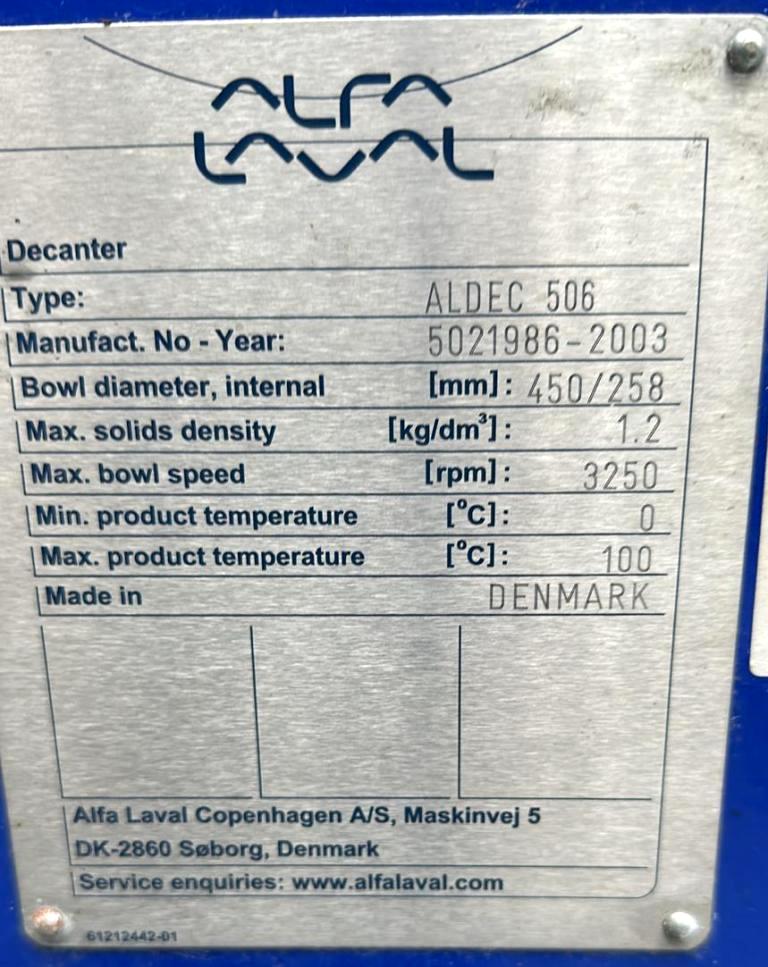 ALFA
LAVAL
Decanter
Type: ALDEC 506
Manufact. No - Year: 5021986-2003
Bowl diameter, internal [mm]: 450/258
Max. solids density [kg/dm³]: 1.2
Max. bowl speed [rpm]: 3250
Min. product temperature [°C]: 0
Max. product temperature [°C]: 100
Made in DENMARK
Alfa Laval Copenhagen A/S, Maskinvej 5
DK-2860 Søborg, Denmark
Service enquiries: www.alfalaval.com
61212442-01